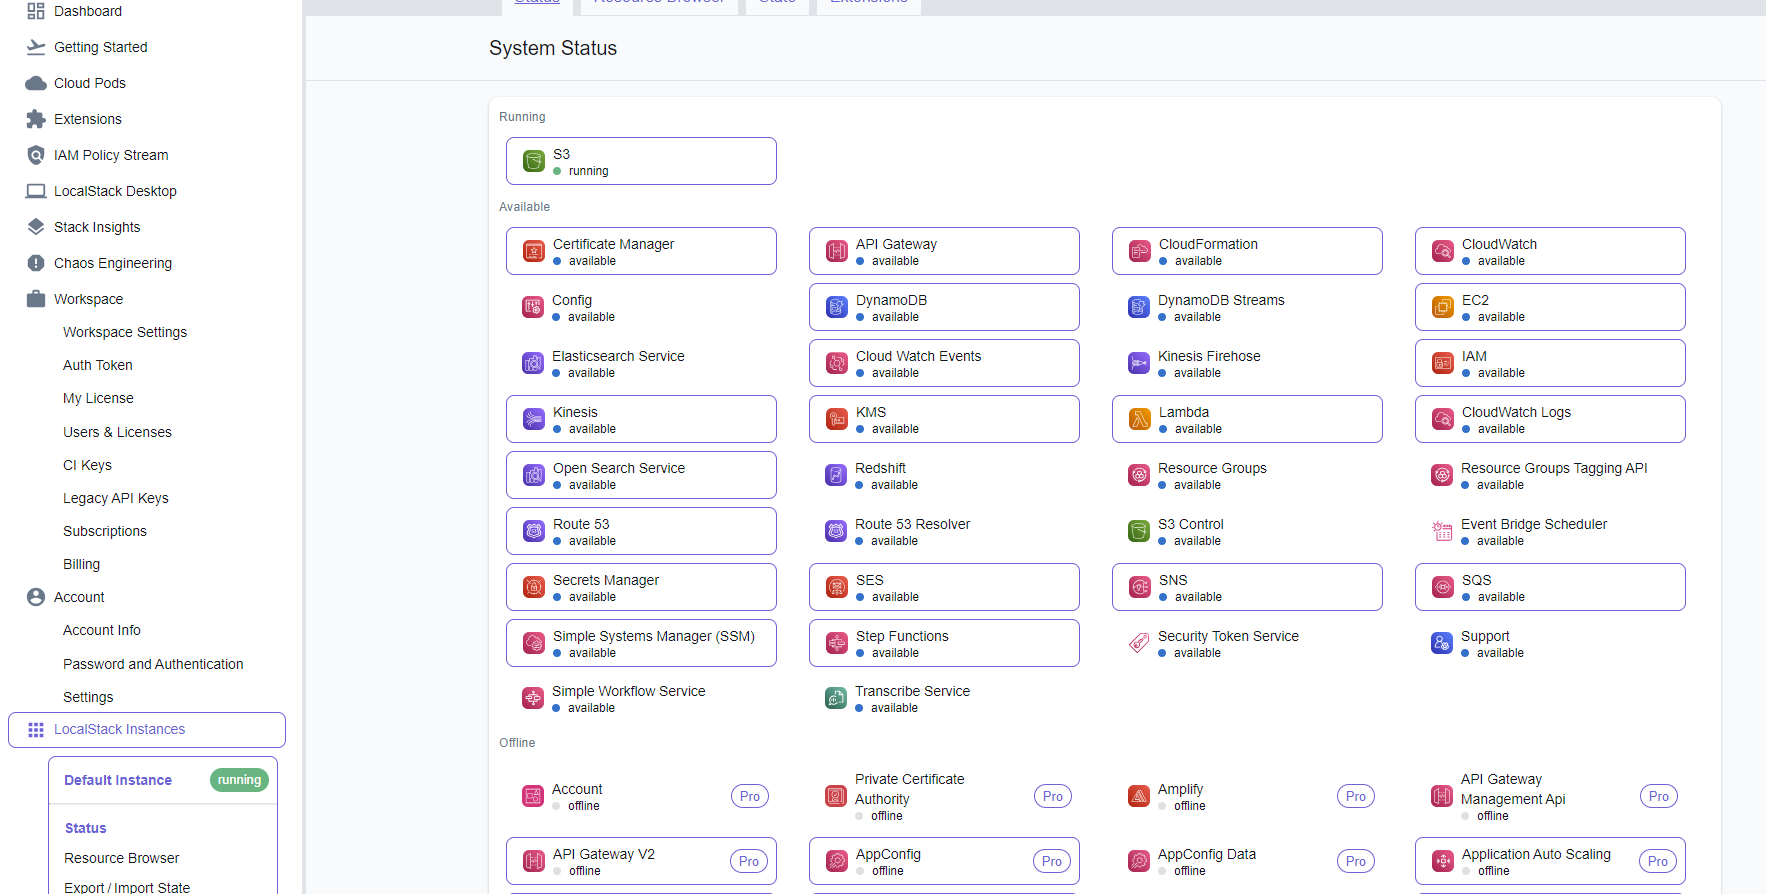 Dashboard
Getting Started
Cloud Pods
Extensions
IAM Policy Stream
LocalStack Desktop
Stack Insights
Chaos Engineering
Workspace
Workspace Settings
Auth Token
My License
Users & Licenses
CI Keys
Legacy API Keys
Subscriptions
Billing
Account
Account Info
Password and Authentication
Settings
LocalStack Instances
Default Instance running
Status
Resource Browser
Export / Import State
Status Resource Browser State Extensions
System Status
Running
S3
running
Available
Certificate Manager
available
API Gateway
available
CloudFormation
available
CloudWatch
available
Config
available
DynamoDB
available
DynamoDB Streams
available
EC2
available
Elasticsearch Service
available
Cloud Watch Events
available
Kinesis Firehose
available
IAM
available
Kinesis
available
KMS
available
Lambda
available
CloudWatch Logs
available
Open Search Service
available
Redshift
available
Resource Groups
available
Resource Groups Tagging API
available
Route 53
available
Route 53 Resolver
available
S3 Control
available
Event Bridge Scheduler
available
Secrets Manager
available
SES
available
SNS
available
SQS
available
Simple Systems Manager (SSM)
available
Step Functions
available
Security Token Service
available
Support
available
Simple Workflow Service
available
Transcribe Service
available
Offline
Account
offline
Pro
Private Certificate
Authority
offline
Pro
Amplify
offline
Pro
API Gateway
Management Api
offline
Pro
API Gateway V2
offline
Pro
AppConfig
offline
Pro
AppConfig Data
offline
Pro
Application Auto Scaling
offline
Pro